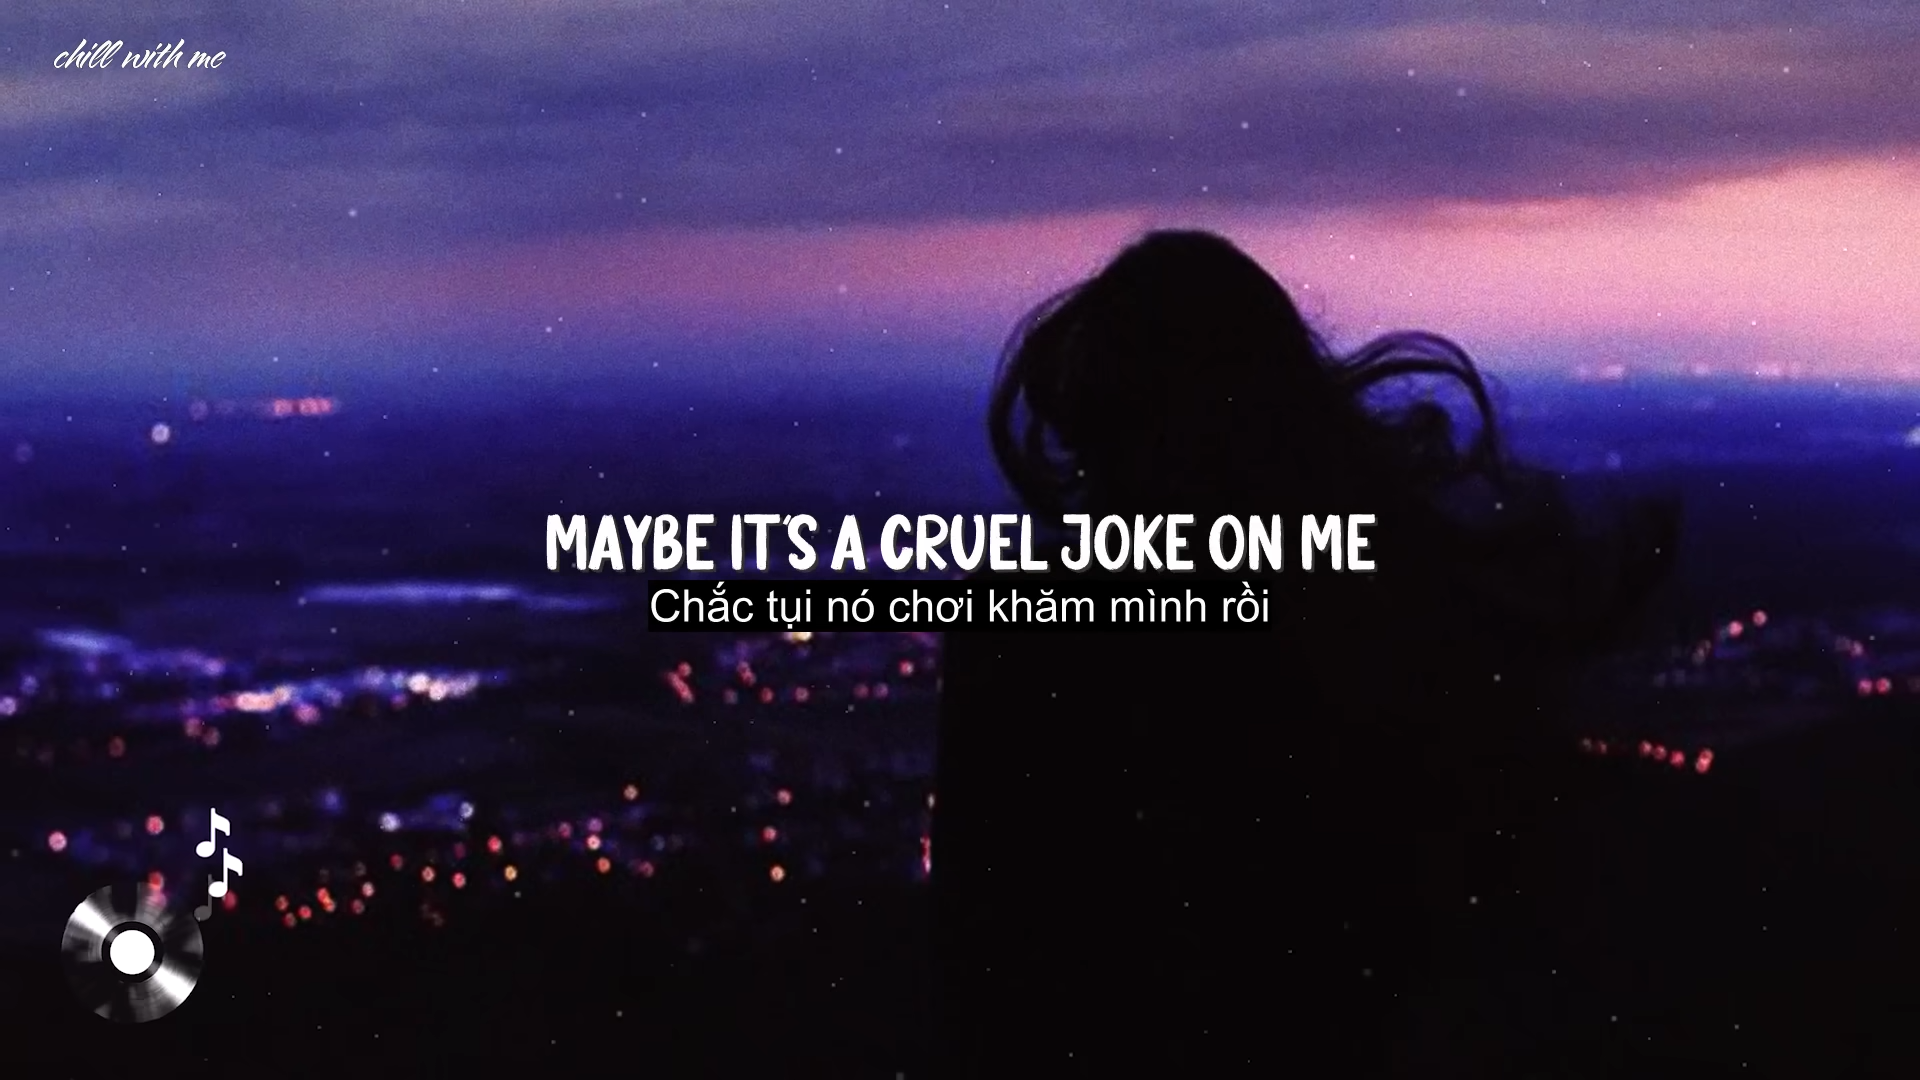 chill with me
MAYBE IT'S A CRUEL JOKE ON ME
Chắc tụi nó chơi khăm mình rồi